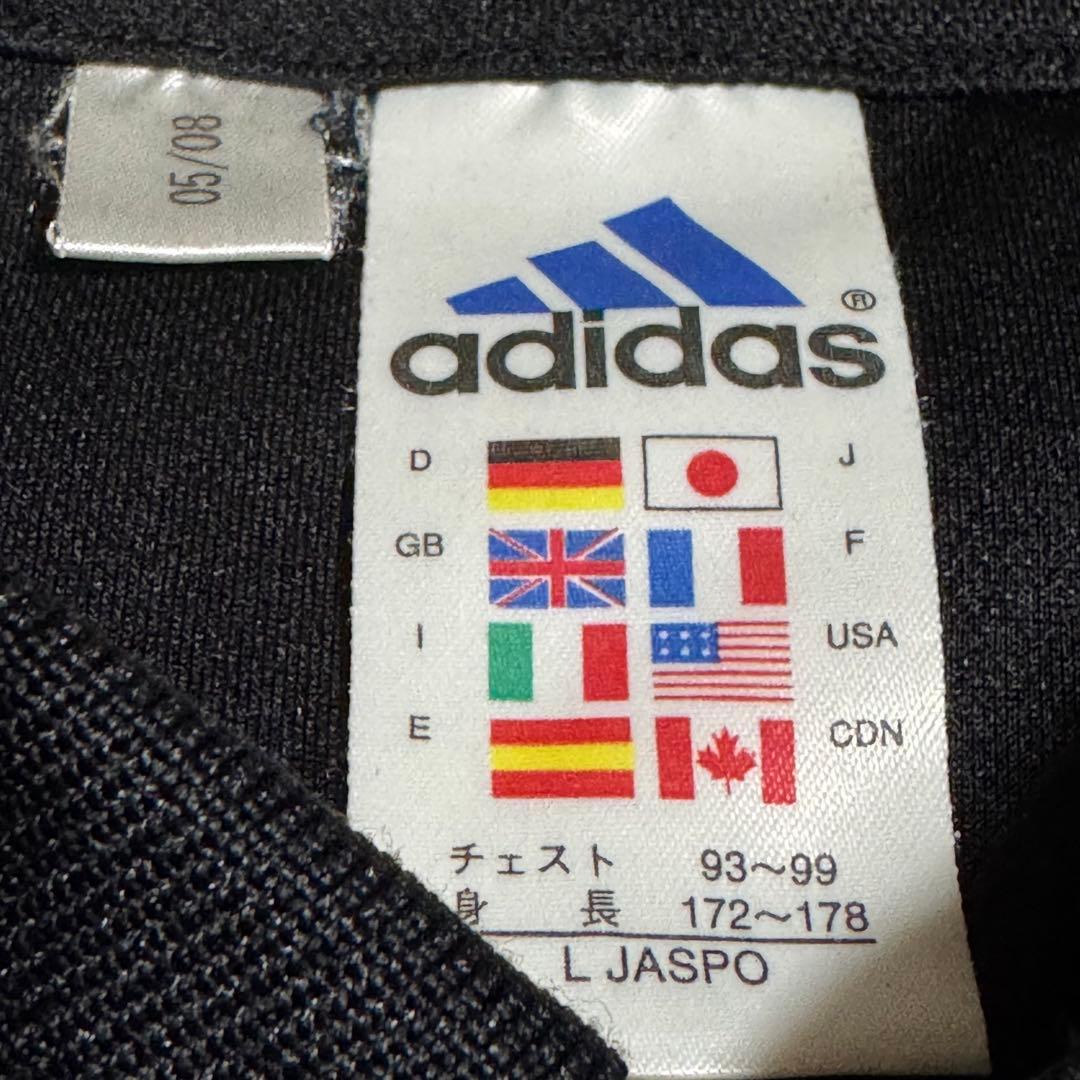 05/08
adidas ®
D J
GB F
I USA
E CDN
チェスト 93～99
身長 172～178
L JASPO